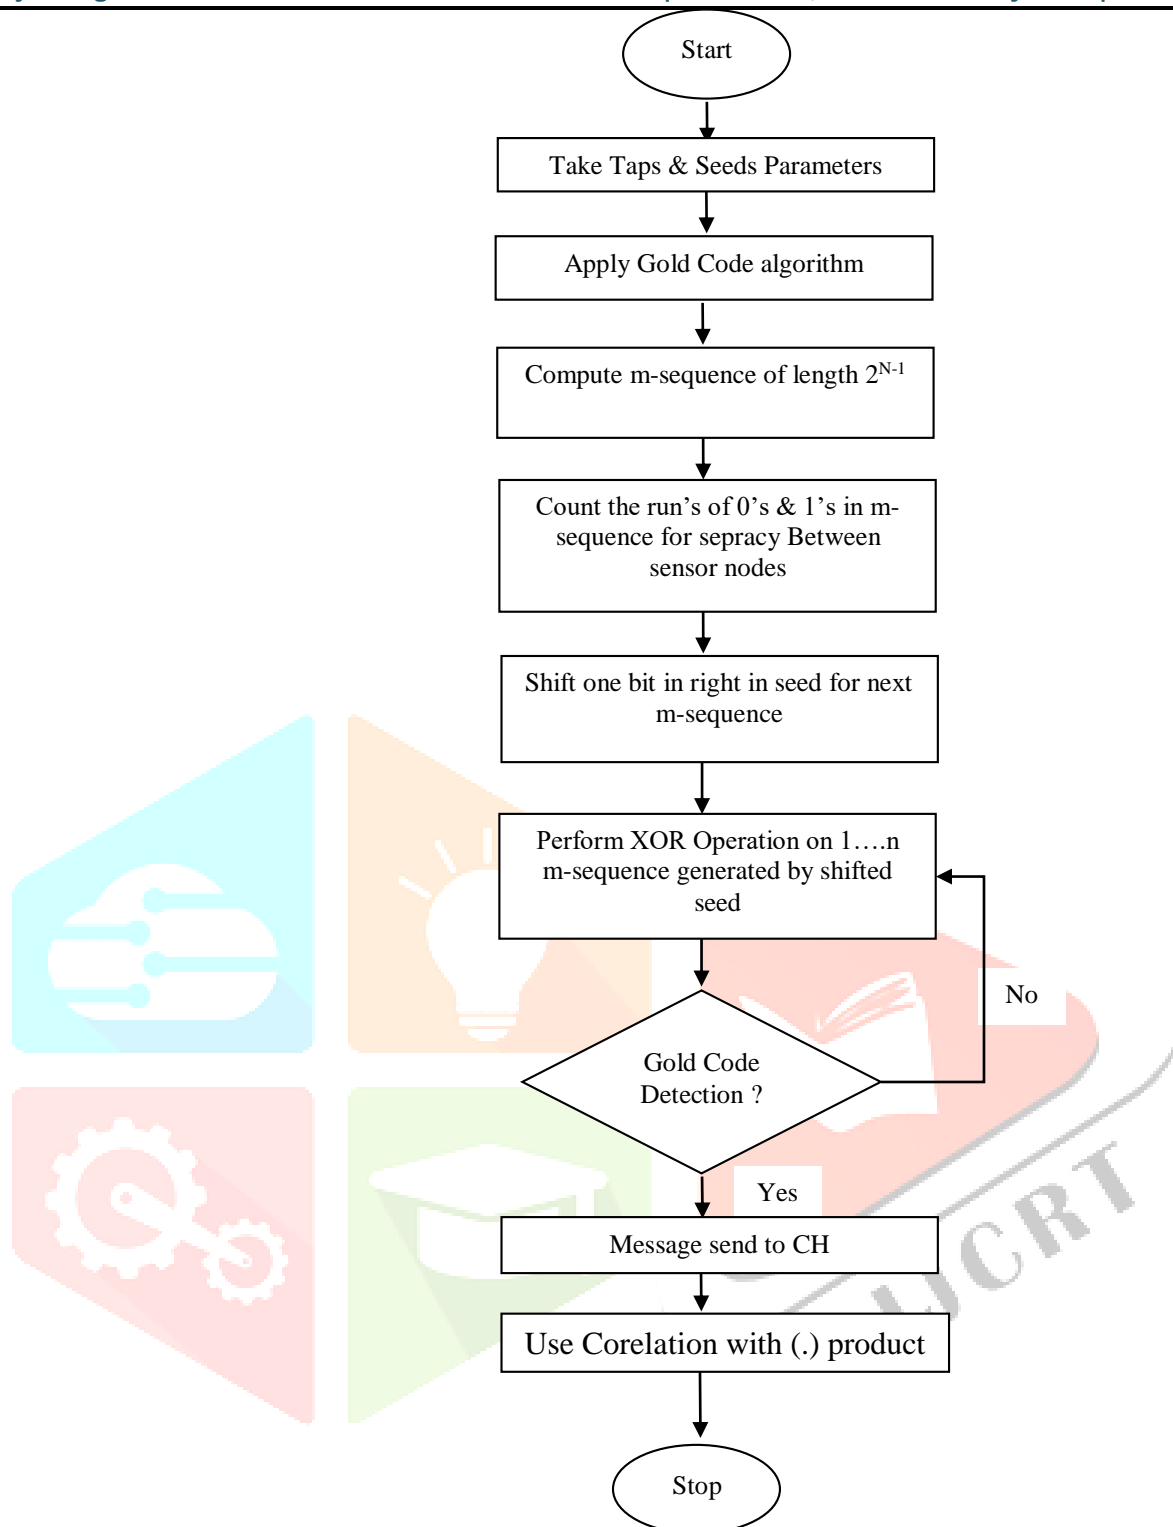 Start
Take Taps & Seeds Parameters
Apply Gold Code algorithm
Compute m-sequence of length 2^{N-1}
Count the run’s of 0’s & 1’s in m-
sequence for sepracy Between
sensor nodes
Shift one bit in right in seed for next
m-sequence
Perform XOR Operation on 1….n
m-sequence generated by shifted
seed
No
Gold Code
Detection ?
Yes
Message send to CH
Use Corelation with (.) product
Stop
IJCRT